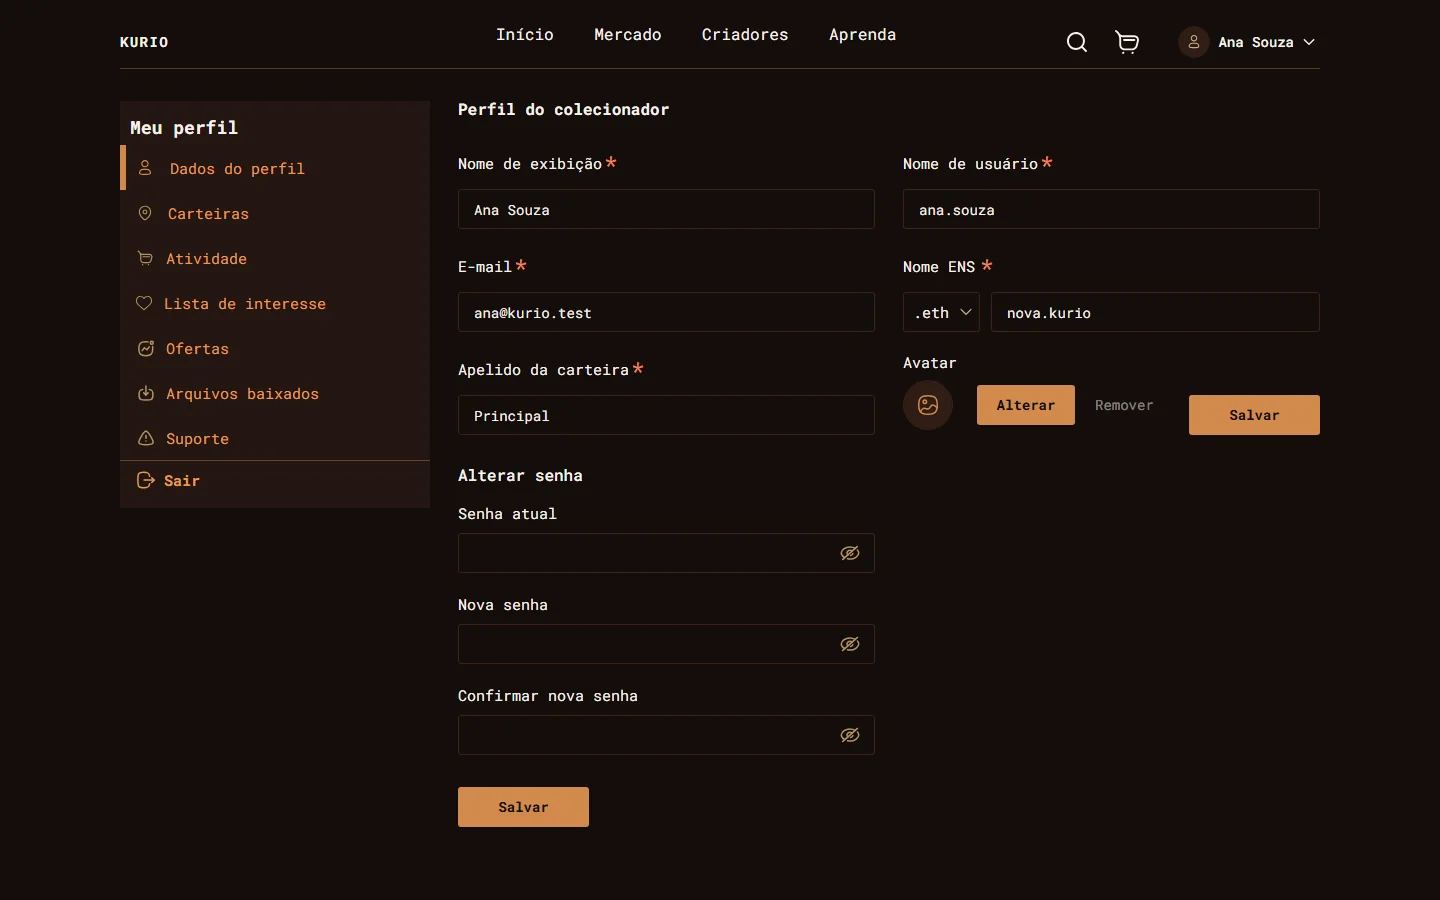 KURIO
Início Mercado Criadores Aprenda
Ana Souza
Meu perfil
Dados do perfil
Carteiras
Atividade
Lista de interesse
Ofertas
Arquivos baixados
Suporte
Sair
Perfil do colecionador
Nome de exibição*
Ana Souza
Nome de usuário*
ana.souza
E-mail*
ana@kurio.test
Nome ENS *
.eth nova.kurio
Apelido da carteira*
Principal
Avatar
Alterar Remover Salvar
Alterar senha
Senha atual
Nova senha
Confirmar nova senha
Salvar